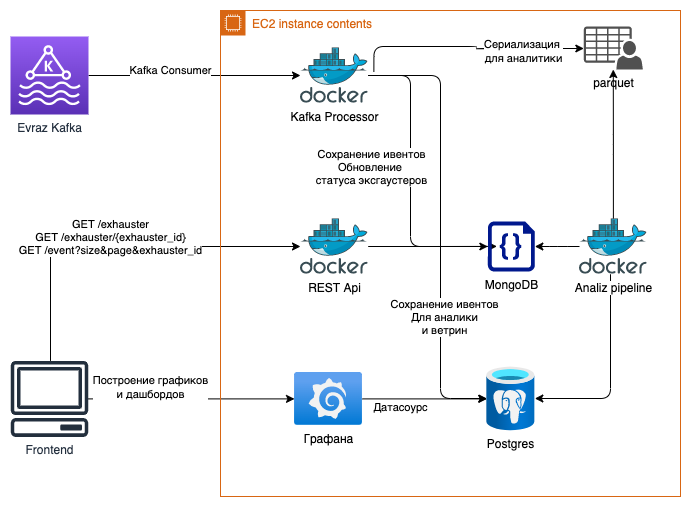 EC2 instance contents
K
Evraz Kafka
Kafka Consumer
docker
Kafka Processor
Сериализация
для аналитики
parquet
Сохранение ивентов
Обновление
статуса эксгаустеров
GET /exhauster
GET /exhauster/{exhauster_id}
GET /event?size&page&exhauster_id
docker
REST Api
{}
MongoDB
docker
Analiz pipeline
Сохранение ивентов
Для аналики
и ветрин
Frontend
Построение графиков
и дашбордов
Графана
Датасоурс
Postgres